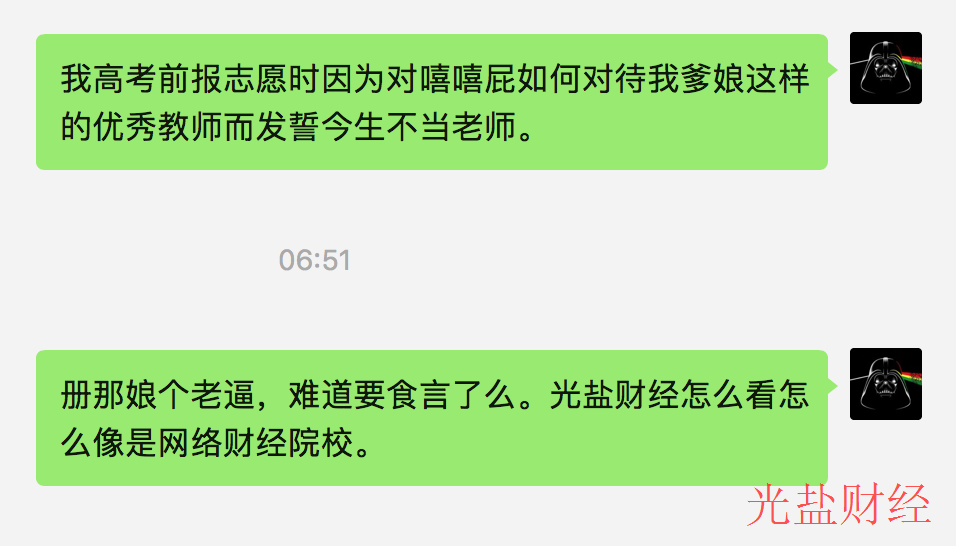 我高考前报志愿时因为对嘻嘻屁如何对待我爹娘这样
的优秀教师而发誓今生不当老师。
06:51
册那娘个老逼，难道要食言了么。光盐财经怎么看怎
么像是网络财经院校。
光盐财经